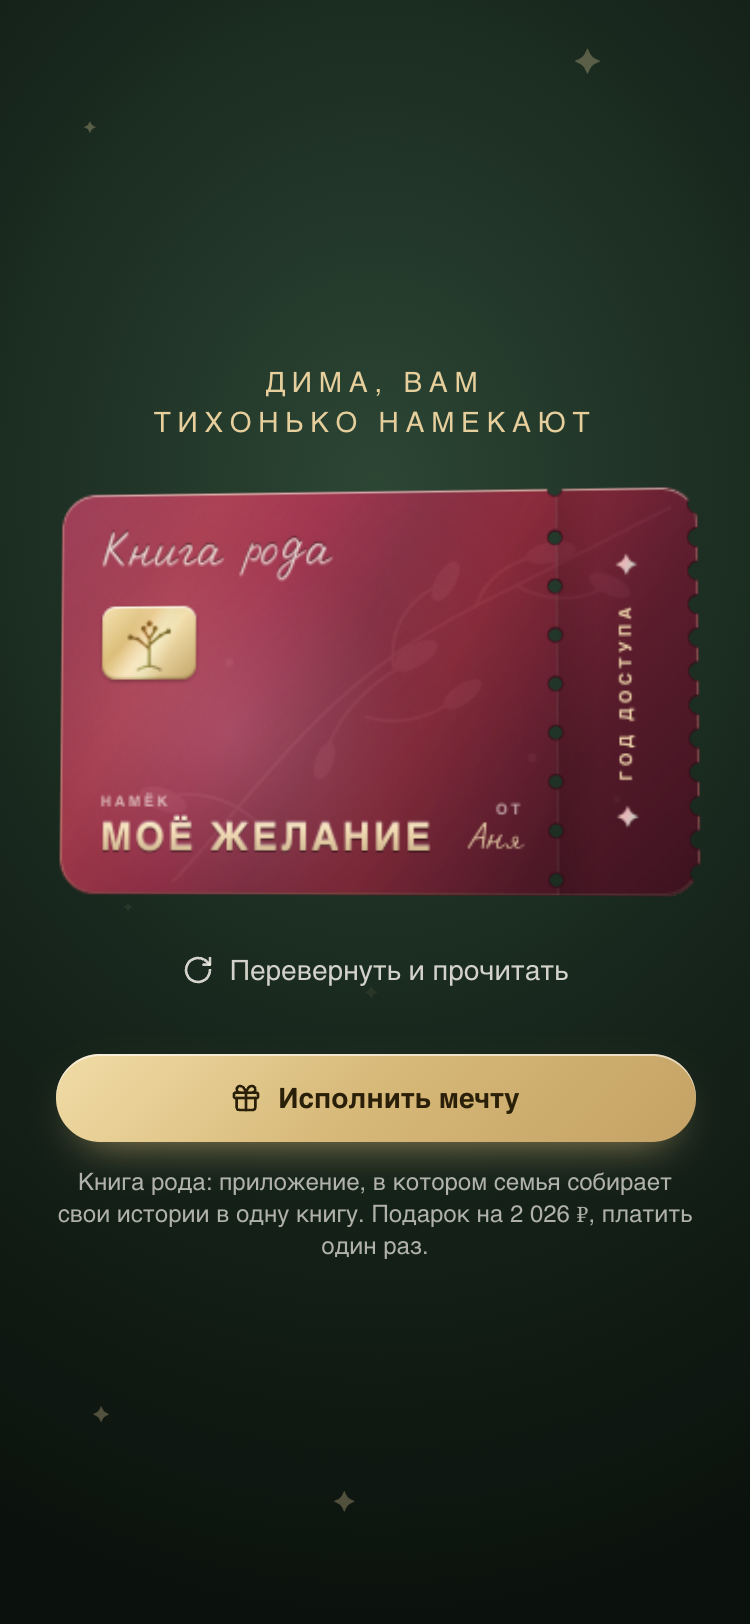 ДИМА, ВАМ
ТИХОНЬКО НАМЕКАЮТ
Книга рода
НАМЁК
МОЁ ЖЕЛАНИЕ
ОТ
Аня
ГОД ДОСТУПА
Перевернуть и прочитать
Исполнить мечту
Книга рода: приложение, в котором семья собирает
свои истории в одну книгу. Подарок на 2 026 ₽, платить
один раз.